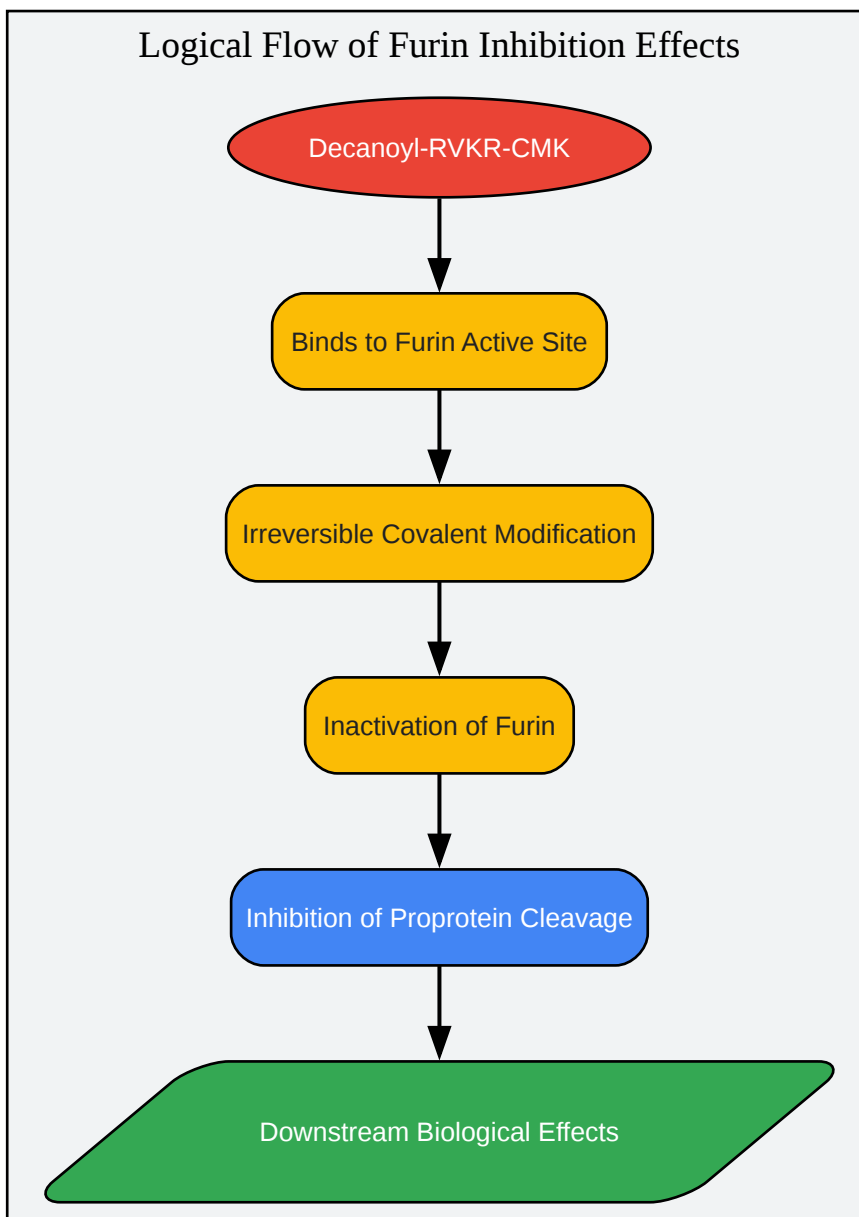 Logical Flow of Furin Inhibition Effects
Decanoyl-RVKR-CMK
Binds to Furin Active Site
Irreversible Covalent Modification
Inactivation of Furin
Inhibition of Proprotein Cleavage
Downstream Biological Effects